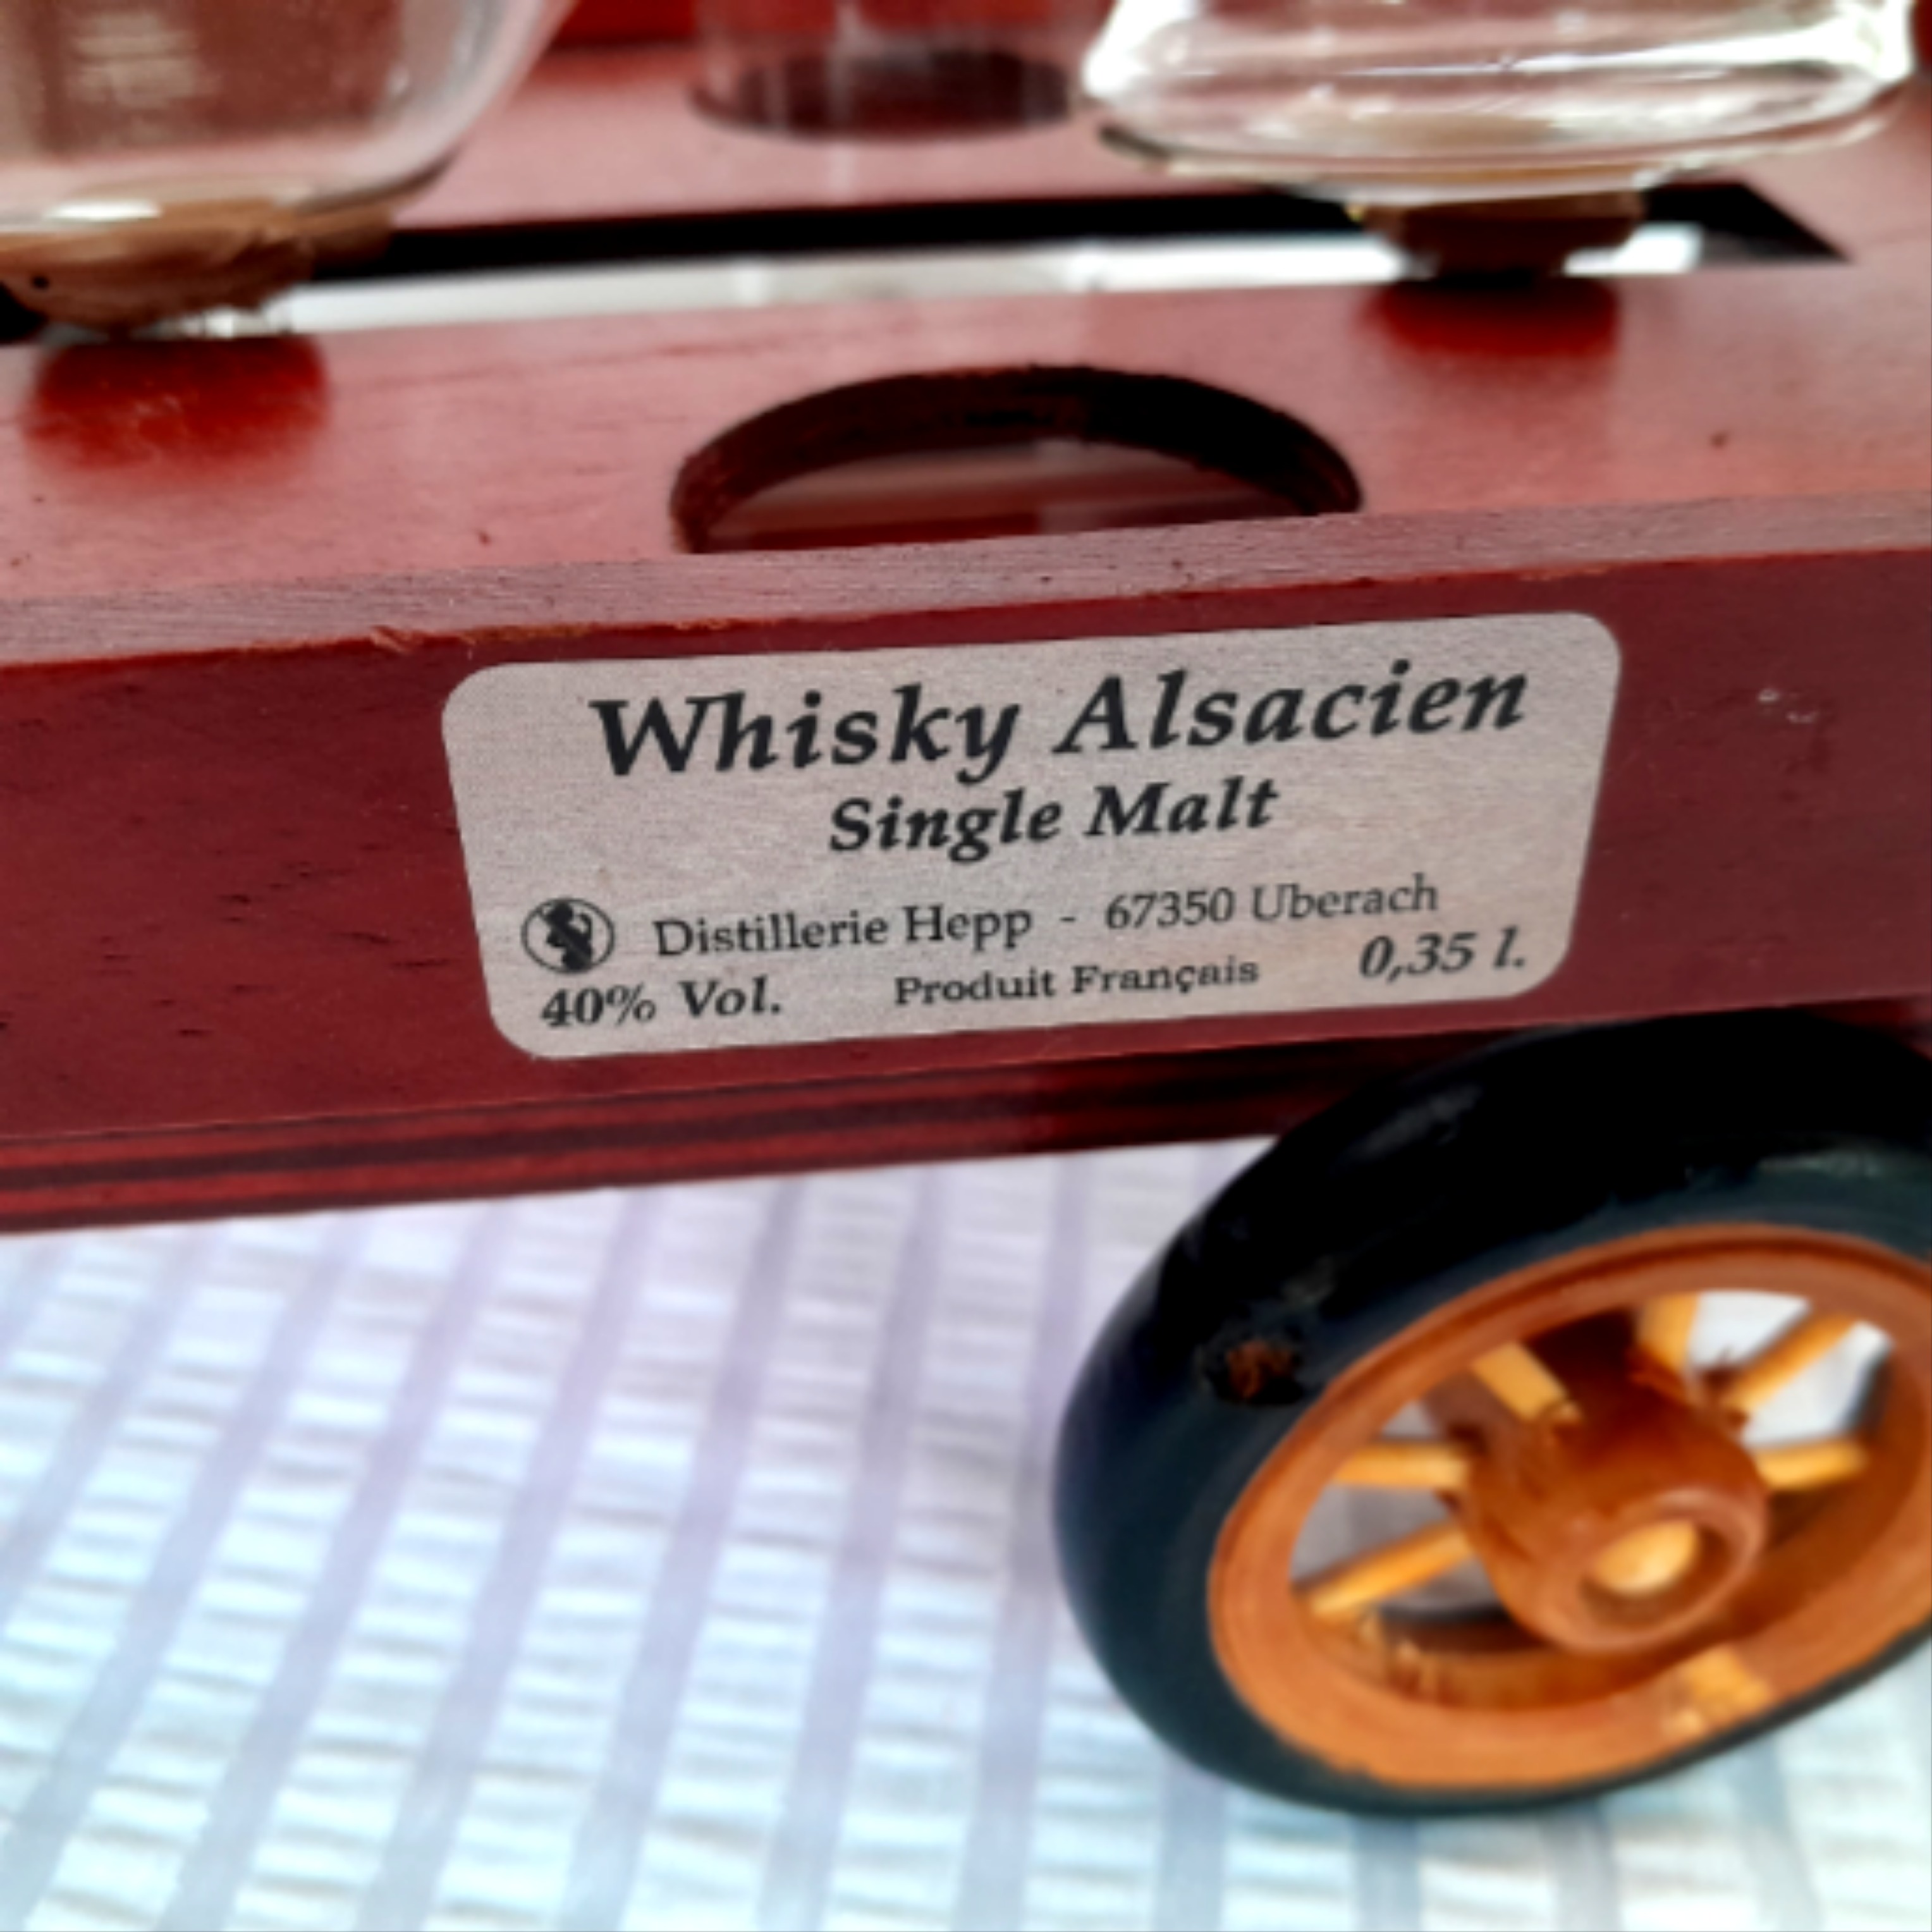 Whisky Alsacien
Single Malt
Distillerie Hepp - 67350 Uberach
40% Vol. Produit Français 0,35 l.